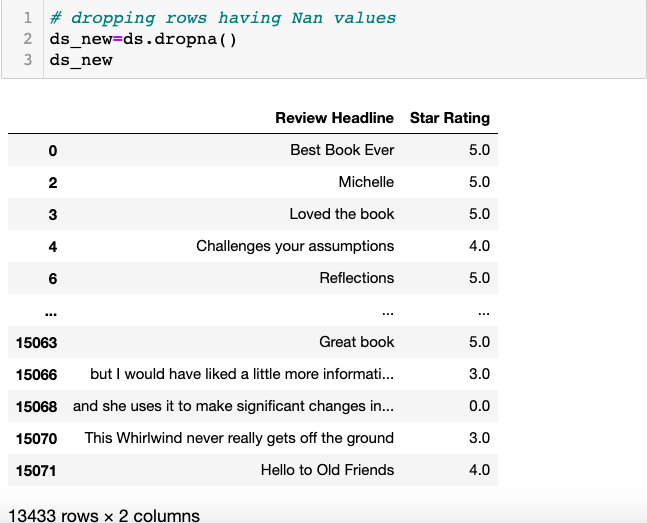 1 # dropping rows having Nan values
2 ds_new=ds.dropna()
3 ds_new
Review Headline Star Rating
0 Best Book Ever 5.0
2 Michelle 5.0
3 Loved the book 5.0
4 Challenges your assumptions 4.0
6 Reflections 5.0
... ... ...
15063 Great book 5.0
15066 but I would have liked a little more informati... 3.0
15068 and she uses it to make significant changes in... 0.0
15070 This Whirlwind never really gets off the ground 3.0
15071 Hello to Old Friends 4.0
13433 rows × 2 columns